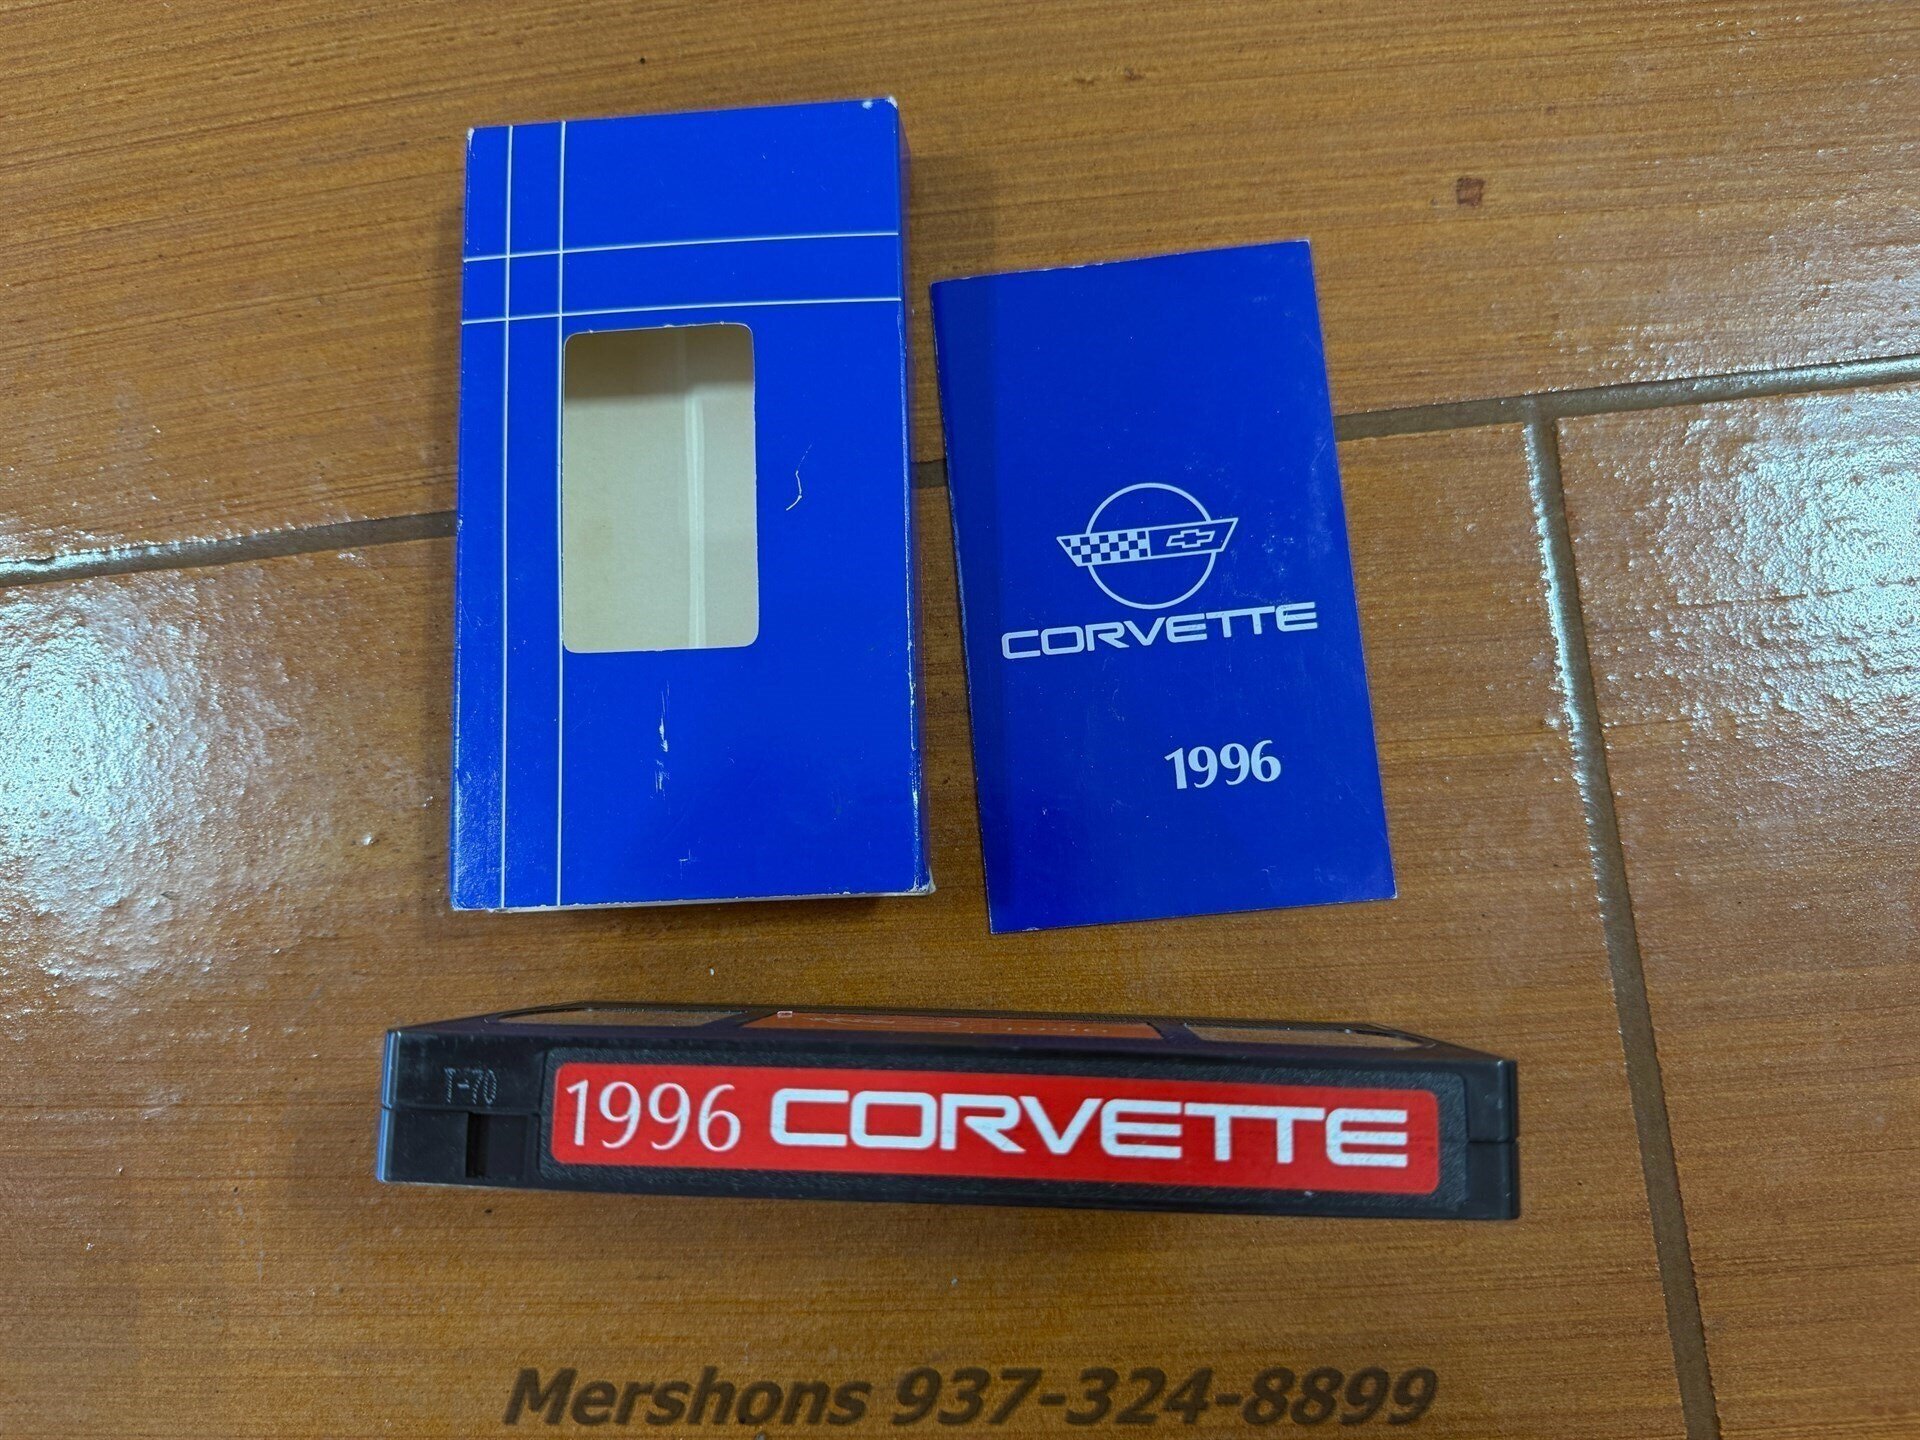 CORVETTE
1996
T-70
1996 CORVETTE
Mershons 937-324-8899